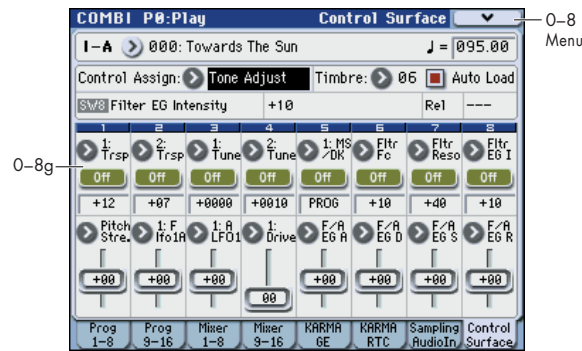 COMBI P0:Play Control Surface
0–8
Menu
I-A 000: Towards The Sun ♩= 095.00
Control Assign: Tone Adjust Timbre: 06 Auto Load
SW8 Filter EG Intensity +10 Rel ---
1 2 3 4 5 6 7 8
1: Trsp 2: Trsp 1: Tune 2: Tune 1: MS/DK Fltr Fc Fltr Reso Fltr EG I
0–8g
Off Off Off Off Off Off Off Off
+12 +07 +0000 +0010 PROG +10 +40 +10
Pitch Stre. 1: F lfo1A 1: A LFO1 1: Drive F/A EG A F/A EG D F/A EG S F/A EG R
+00 +00 +00 00 +00 +00 +00 +00
Prog 1-8 Prog 9-16 Mixer 1-8 Mixer 9-16 KARMA GE KARMA RTC Sampling AudioIn Control Surface